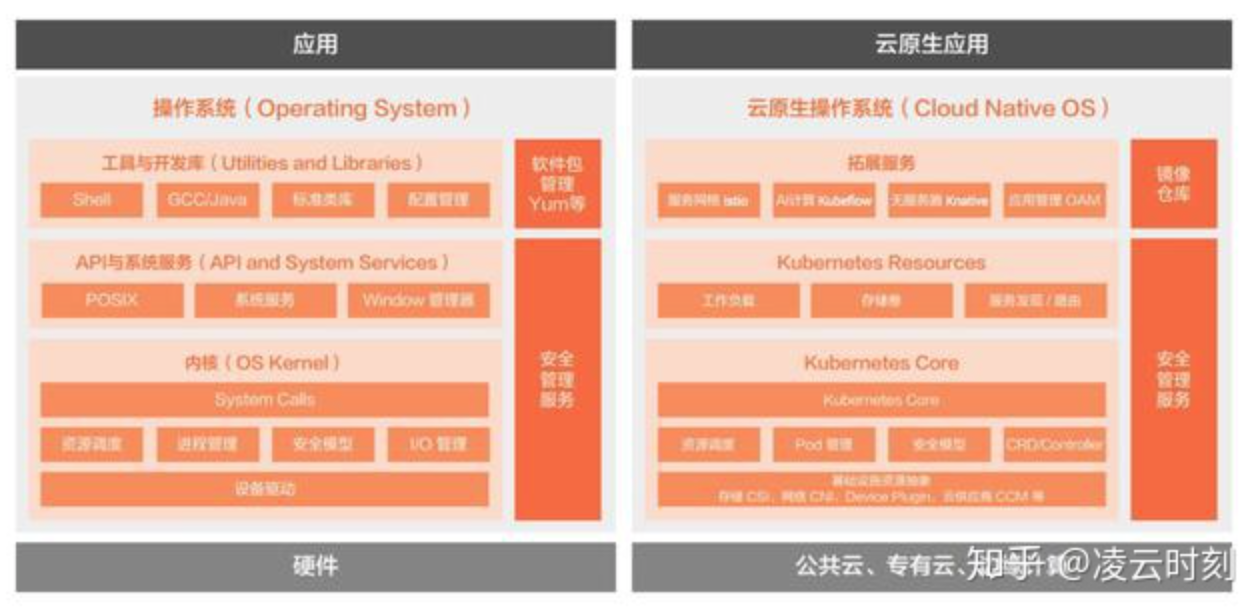 应用
操作系统（Operating System）
工具与开发库（Utilities and Libraries）
Shell
GCC/Java
标准类库
配置管理
软件包
管理
Yum等
API与系统服务（API and System Services）
POSIX
系统服务
Window 管理器
内核（OS Kernel）
System Calls
资源调度
进程管理
安全模型
I/O 管理
设备驱动
安全
管理
服务
硬件
云原生应用
云原生操作系统（Cloud Native OS）
拓展服务
服务网格 Istio
AI计算 Kubeflow
无服务器 Knative
应用管理 OAM
镜像
仓库
Kubernetes Resources
工作负载
存储卷
服务发现 / 路由
Kubernetes Core
Kubernetes Core
资源调度
Pod 管理
安全模型
CRD/Controller
基础设施资源抽象
存储 CSI、网络 CNI、Device Plugin、云供应商 CCM 等
安全
管理
服务
公共云、专有云、计算
知乎 @凌云时刻